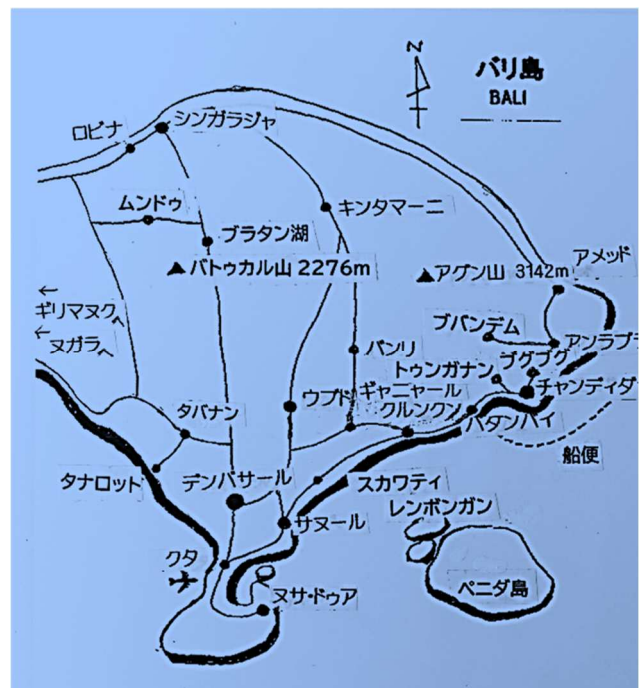 N
バリ島
BALI
ロビナ
シンガラジャ
ムンドゥ
キンタマーニ
ブラタン湖
バトゥカル山 2276m
アグン山 3142m
アメッド
←
ギリマヌクへ
←
ヌガラへ
ブバンデム
アンラプラ
バンリ
トゥンガナン
ブグブグ
ウブド
ギャニャール
チャンディダ
クルンクン
タバナン
パタンバイ
船便
タナロット
デンパサール
スカワティ
レンボンガン
サヌール
クタ
ペニダ島
ヌサ・ドゥア